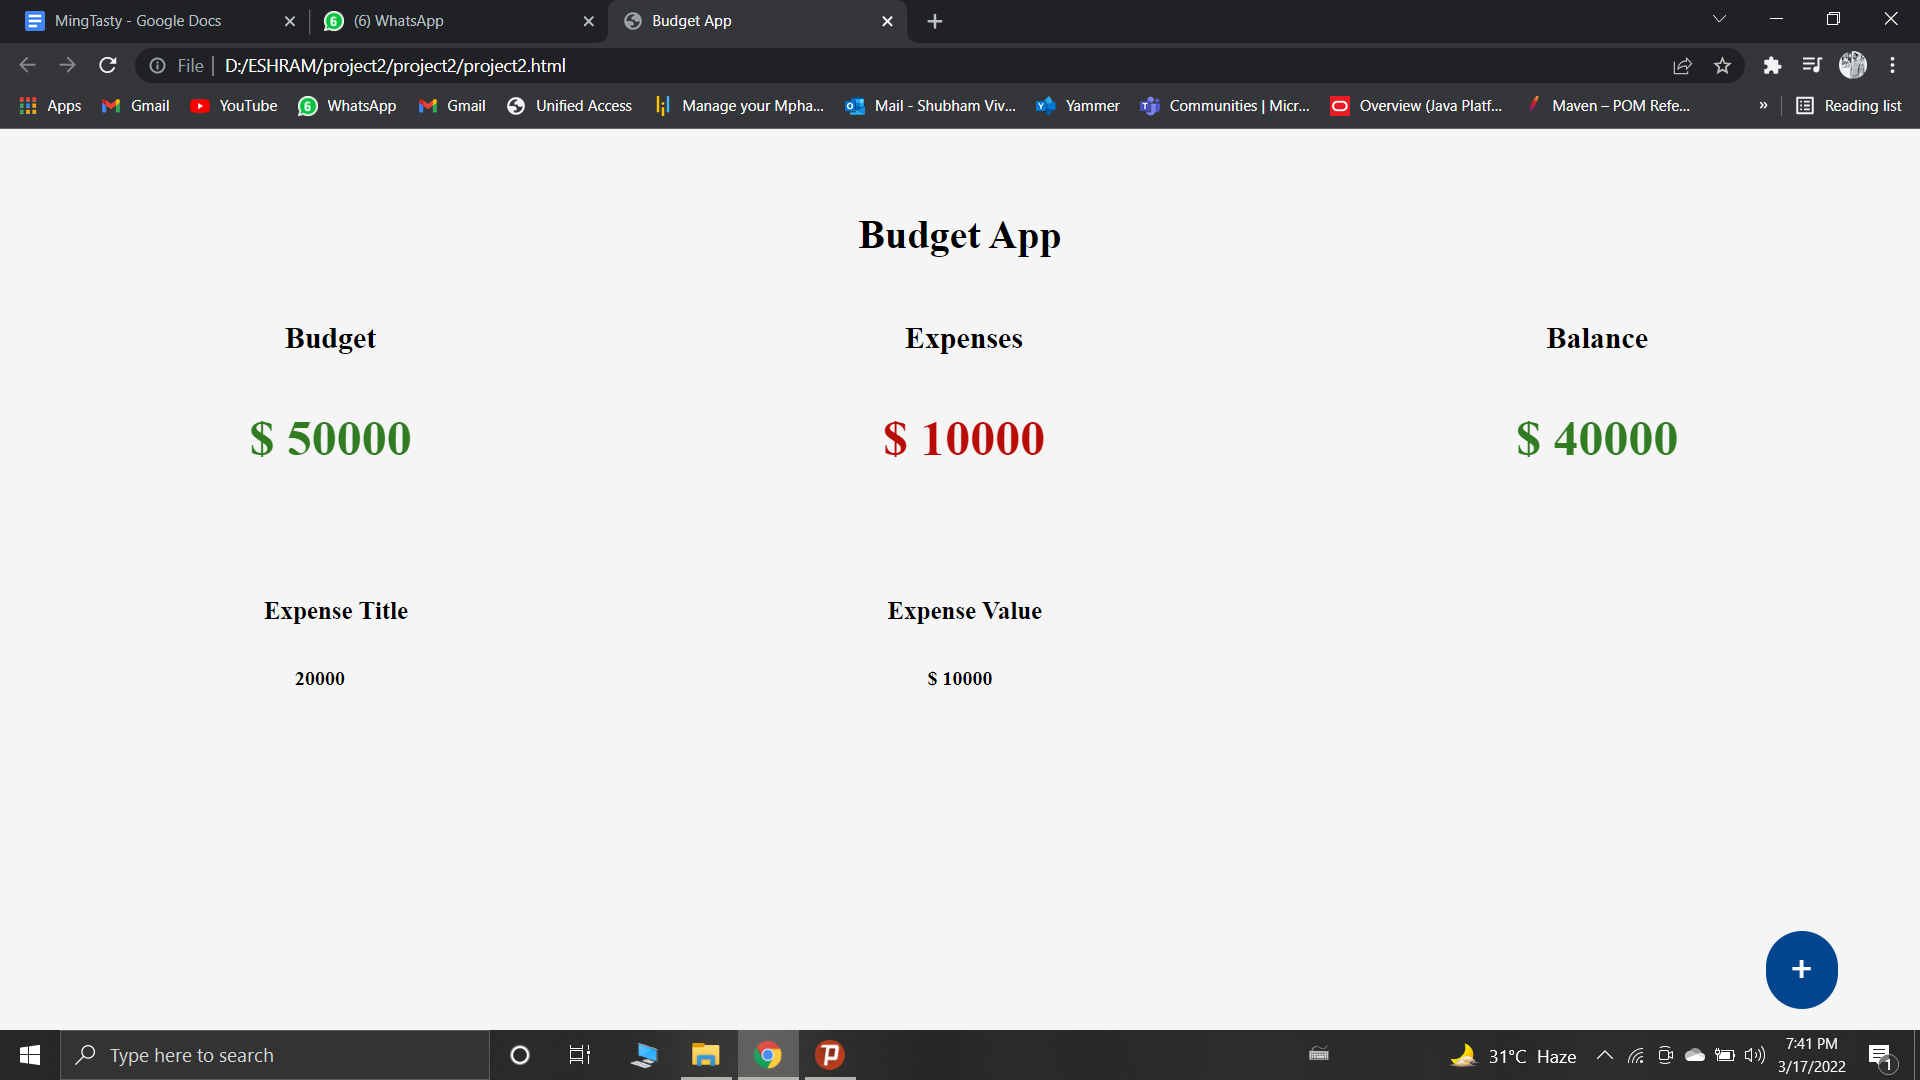 MingTasty - Google Docs
6 (6) WhatsApp
Budget App
File D:/ESHRAM/project2/project2/project2.html
Apps Gmail YouTube 6 WhatsApp Gmail Unified Access Manage your Mpha... Mail - Shubham Viv... Yammer Communities | Micr... Overview (Java Platf... Maven – POM Refe... » Reading list
Budget App
Budget Expenses Balance
$ 50000 $ 10000 $ 40000
Expense Title Expense Value
20000 $ 10000
+
Type here to search
31°C Haze
7:41 PM
3/17/2022
1